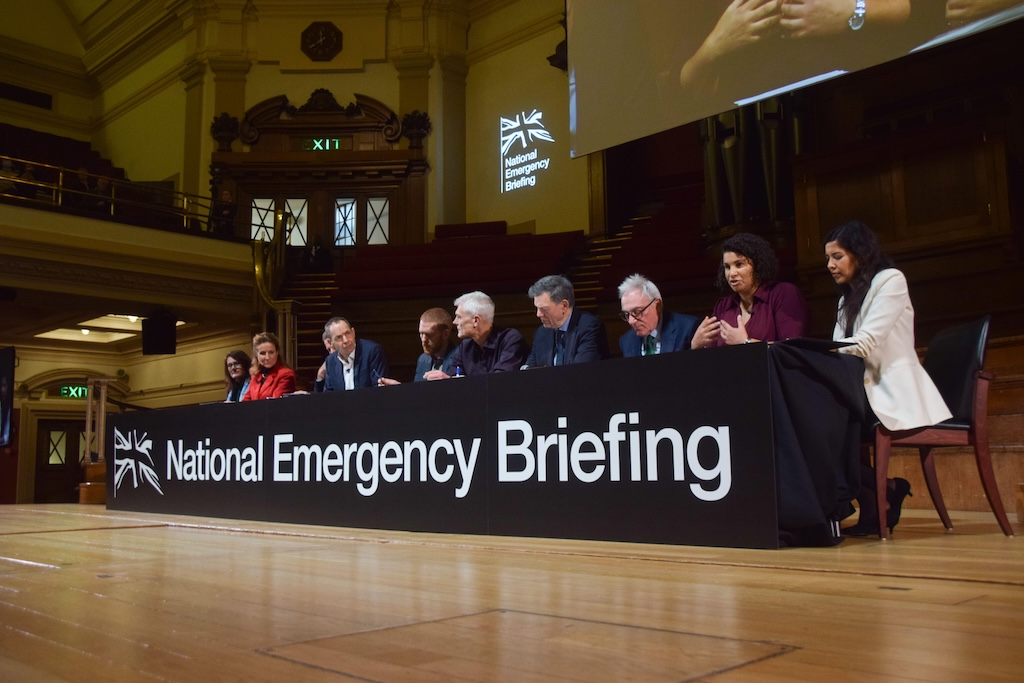 EXIT
National
Emergency
Briefing
EXIT
National Emergency Briefing